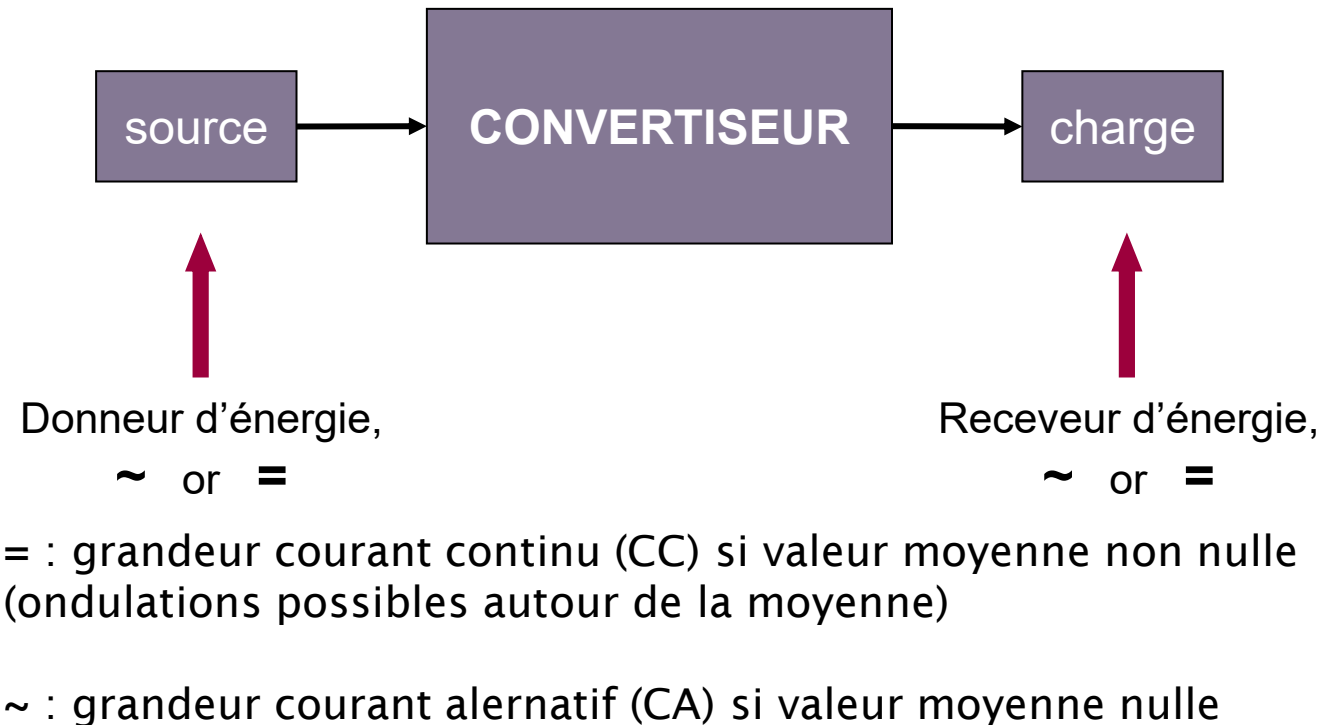 source
CONVERTISEUR
charge
Donneur d’énergie,
~ or =
Receveur d’énergie,
~ or =
= : grandeur courant continu (CC) si valeur moyenne non nulle
(ondulations possibles autour de la moyenne)
~ : grandeur courant alernatif (CA) si valeur moyenne nulle